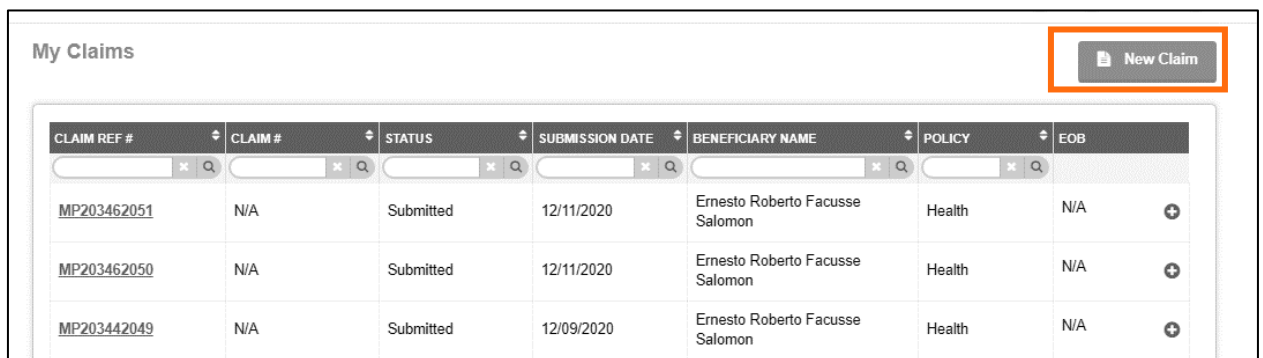 My Claims
New Claim
CLAIM REF # CLAIM # STATUS SUBMISSION DATE BENEFICIARY NAME POLICY EOB
MP203462051 N/A Submitted 12/11/2020 Ernesto Roberto Facusse Salomon Health N/A
MP203462050 N/A Submitted 12/11/2020 Ernesto Roberto Facusse Salomon Health N/A
MP203442049 N/A Submitted 12/09/2020 Ernesto Roberto Facusse Salomon Health N/A